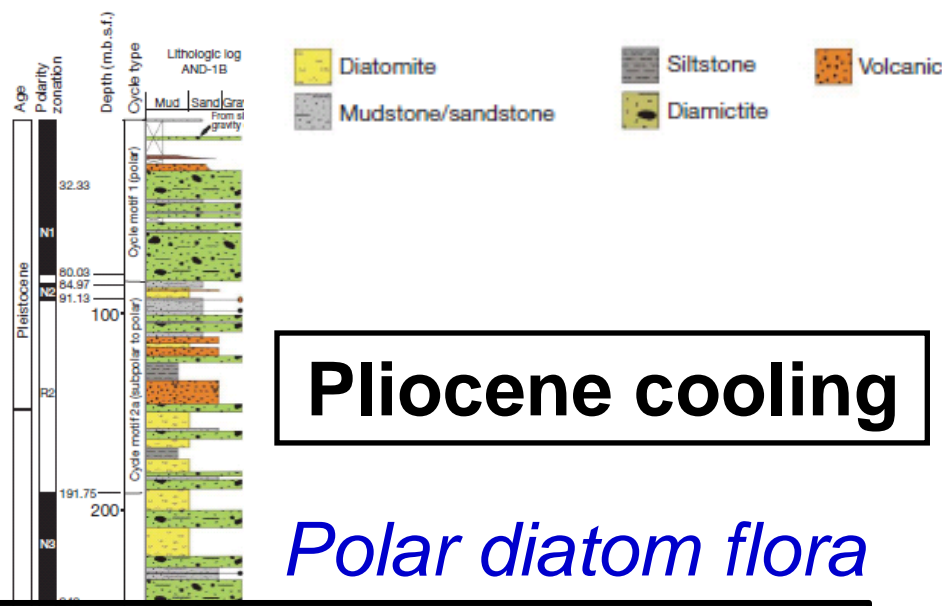 Age
Polarity
zonation
Depth (m.b.s.f.)
Cycle type
Lithologic log
AND-1B
Mud Sand Gra
gravity
Diatomite
Mudstone/sandstone
Siltstone
Diamictite
Volcanic
Pleistocene
N1
N2
R2
N3
32.33
80.03
84.97
91.13
100
191.75
200
Cycle motif 1 (polar)
Cycle motif 2a (subpolar to polar)
Pliocene cooling
Polar diatom flora